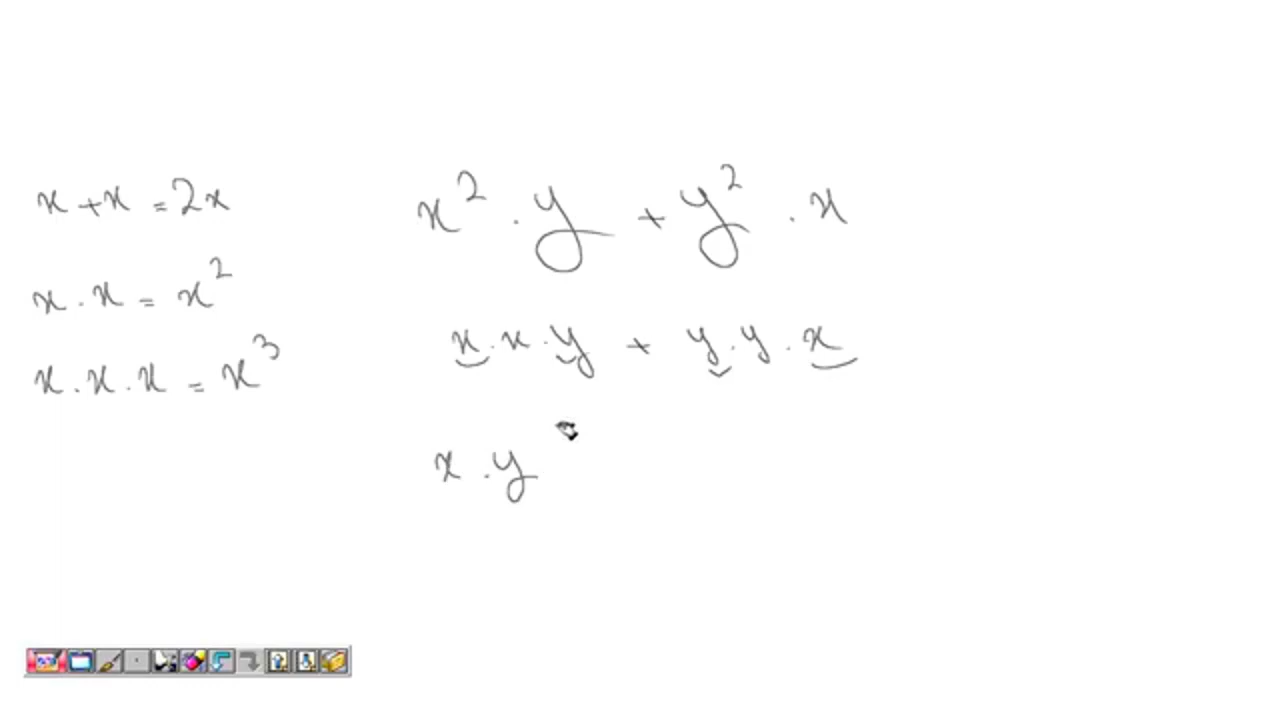 x + x = 2x
x . x = x²
x . x . x = x³
x² . y + y² . x
x . x . y + y . y . x
x . y